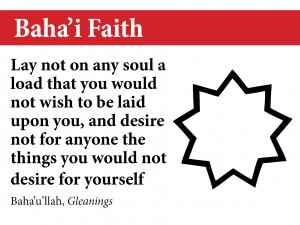 Baha'i Faith
Lay not on any soul a
load that you would
not wish to be laid
upon you, and desire
not for anyone the
things you would not
desire for yourself
Baha'u'llah, Gleanings